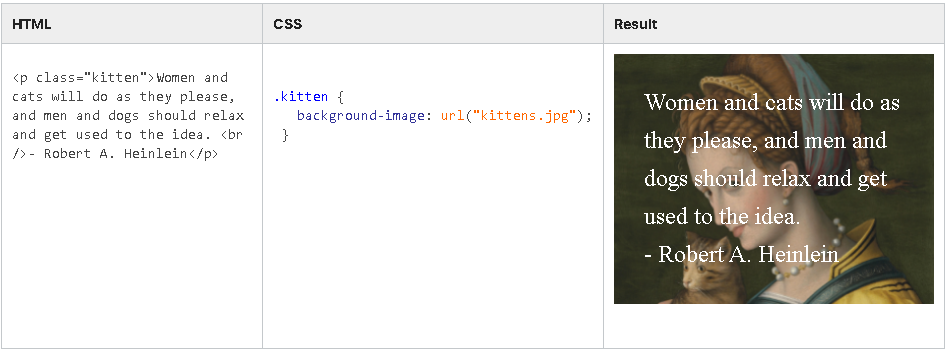 HTML
CSS
Result
<p class="kitten">Women and
cats will do as they please,
and men and dogs should relax
and get used to the idea. <br
/>- Robert A. Heinlein</p>
.kitten {
background-image: url("kittens.jpg");
}
Women and cats will do as
they please, and men and
dogs should relax and get
used to the idea.
- Robert A. Heinlein